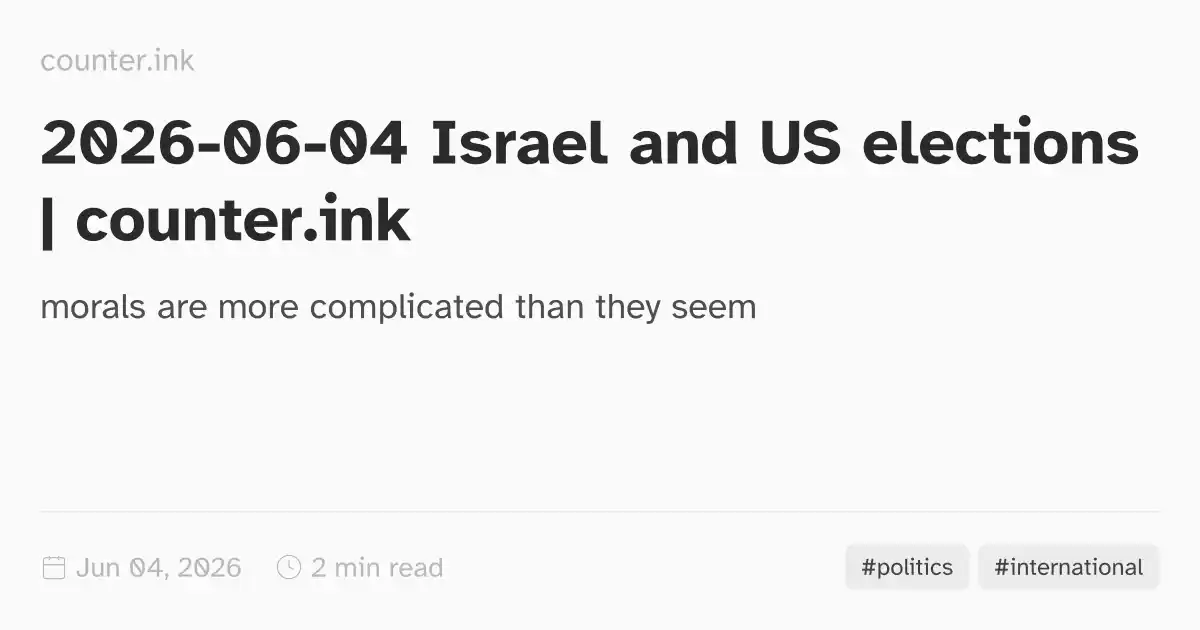 counter.ink
2026-06-04 Israel and US elections
| counter.ink
morals are more complicated than they seem
Jun 04, 2026 2 min read #politics #international